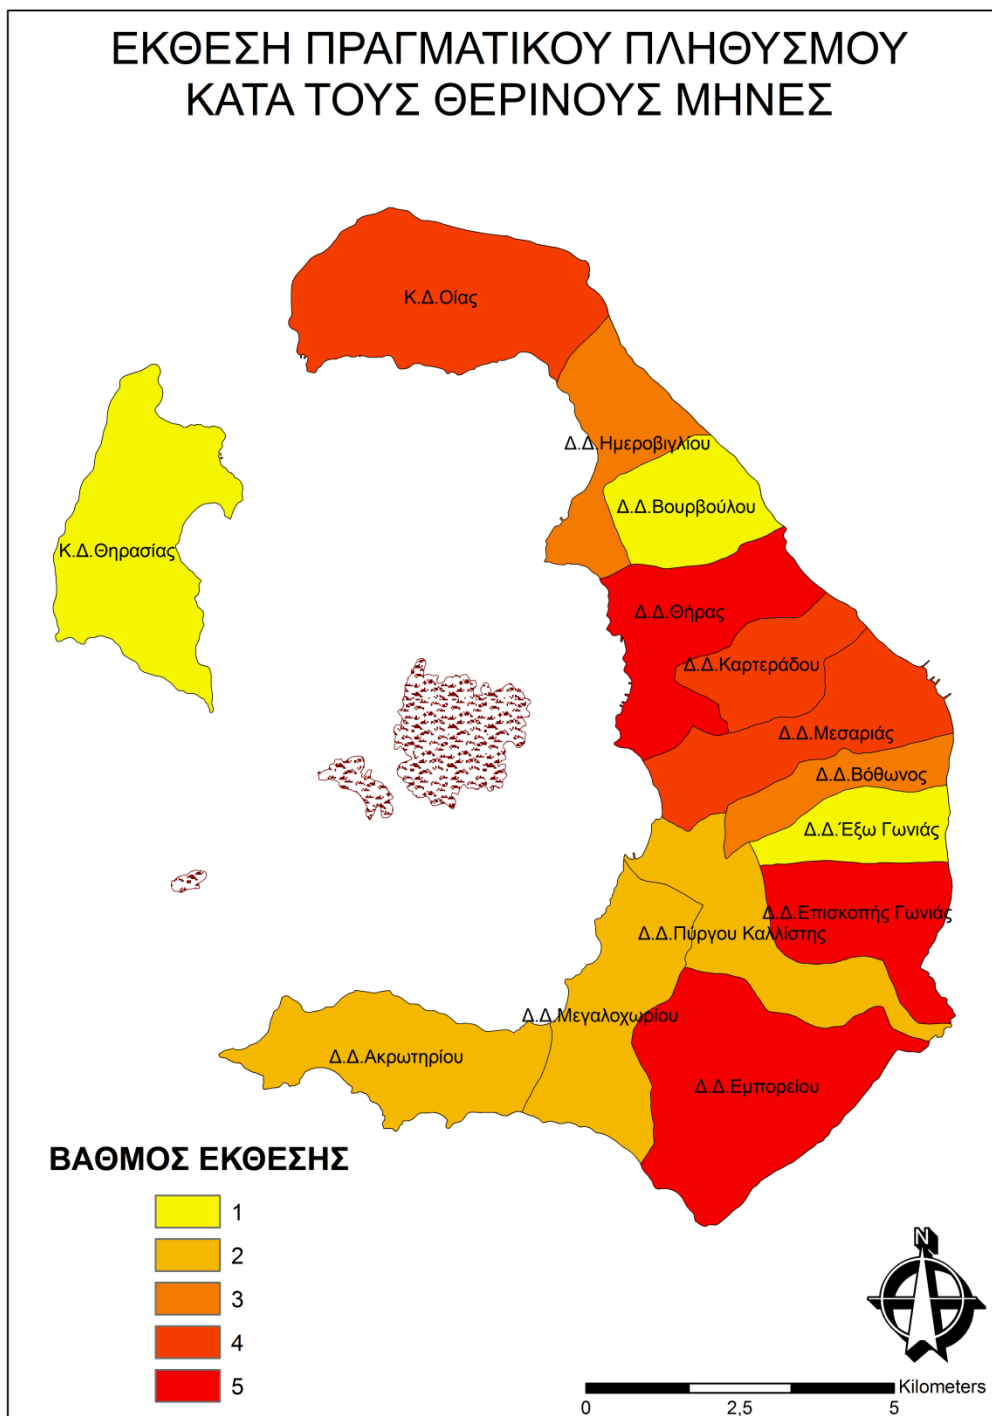 ΕΚΘΕΣΗ ΠΡΑΓΜΑΤΙΚΟΥ ΠΛΗΘΥΣΜΟΥ
ΚΑΤΑ ΤΟΥΣ ΘΕΡΙΝΟΥΣ ΜΗΝΕΣ
Κ.Δ.Οίας
Δ.Δ.Ημεροβιγλίου
Δ.Δ.Βουρβούλου
Κ.Δ.Θηρασίας
Δ.Δ.Θήρας
Δ.Δ.Καρτεράδου
Δ.Δ.Μεσαριάς
Δ.Δ.Βόθωνος
Δ.Δ.Έξω Γωνιάς
Δ.Δ.Επισκοπής Γωνιάς
Δ.Δ.Πύργου Καλλίστης
Δ.Δ.Μεγαλοχωρίου
Δ.Δ.Ακρωτηρίου
Δ.Δ.Εμπορείου
ΒΑΘΜΟΣ ΕΚΘΕΣΗΣ
1
2
3
4
5
N
Kilometers
0 2,5 5